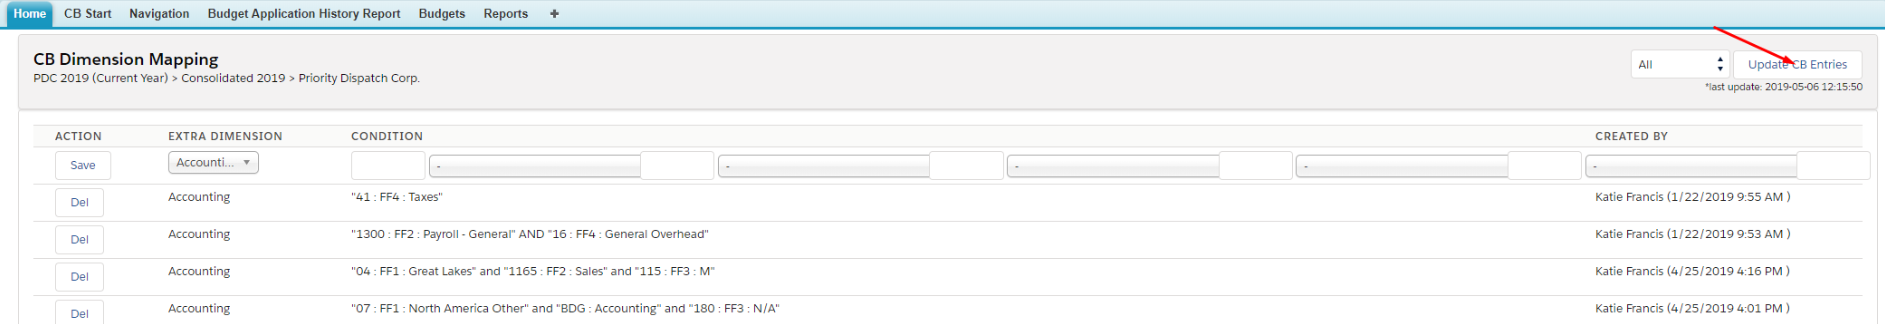 Home CB Start Navigation Budget Application History Report Budgets Reports +
CB Dimension Mapping
PDC 2019 (Current Year) > Consolidated 2019 > Priority Dispatch Corp.
All Update CB Entries
*last update: 2019-05-06 12:15:50
ACTION EXTRA DIMENSION CONDITION CREATED BY
Save Accounti... - - - - -
Del Accounting "41 : FF4 : Taxes" Katie Francis (1/22/2019 9:55 AM )
Del Accounting "1300 : FF2 : Payroll - General" AND "16 : FF4 : General Overhead" Katie Francis (1/22/2019 9:53 AM )
Del Accounting "04 : FF1 : Great Lakes" and "1165 : FF2 : Sales" and "115 : FF3 : M" Katie Francis (4/25/2019 4:16 PM )
Del Accounting "07 : FF1 : North America Other" and "BDG : Accounting" and "180 : FF3 : N/A" Katie Francis (4/25/2019 4:01 PM )